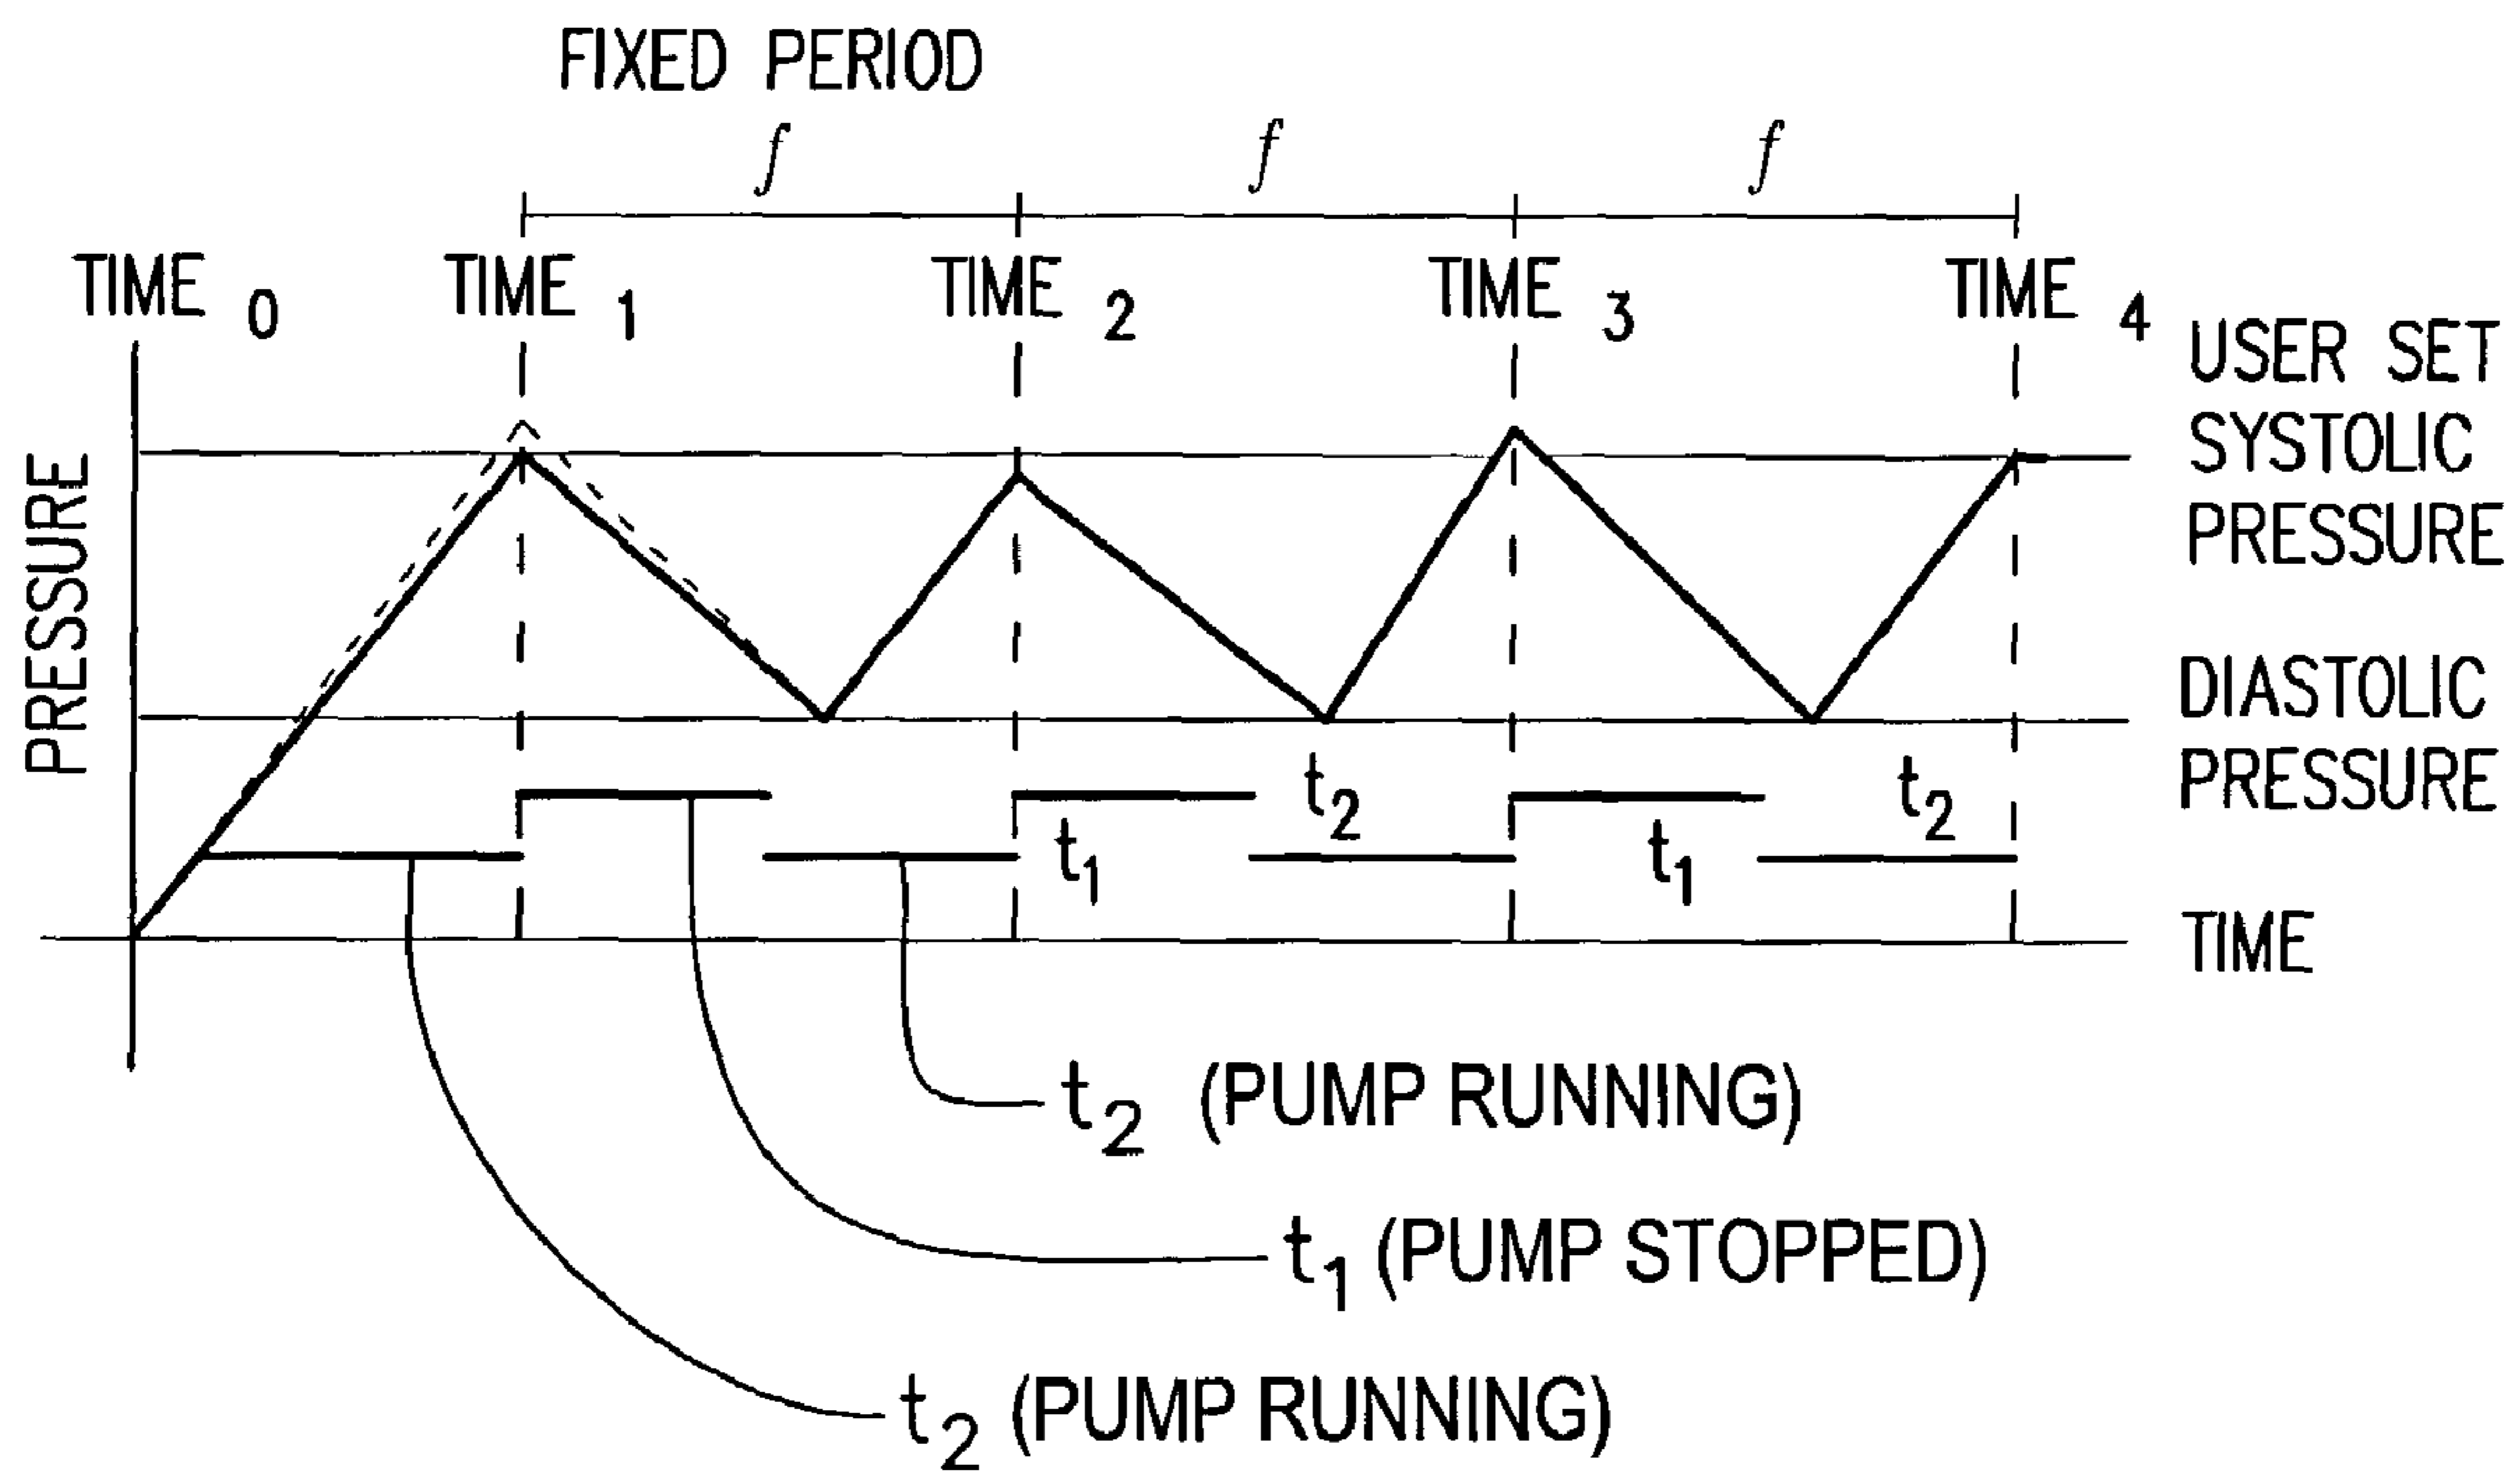 FIXED PERIOD
f f f
TIME 0 TIME 1 TIME 2 TIME 3 TIME 4
USER SET
SYSTOLIC
PRESSURE
PRESSURE
DIASTOLIC
PRESSURE
t2 t2
t1 t1
TIME
t2 (PUMP RUNNING)
t1 (PUMP STOPPED)
t2 (PUMP RUNNING)